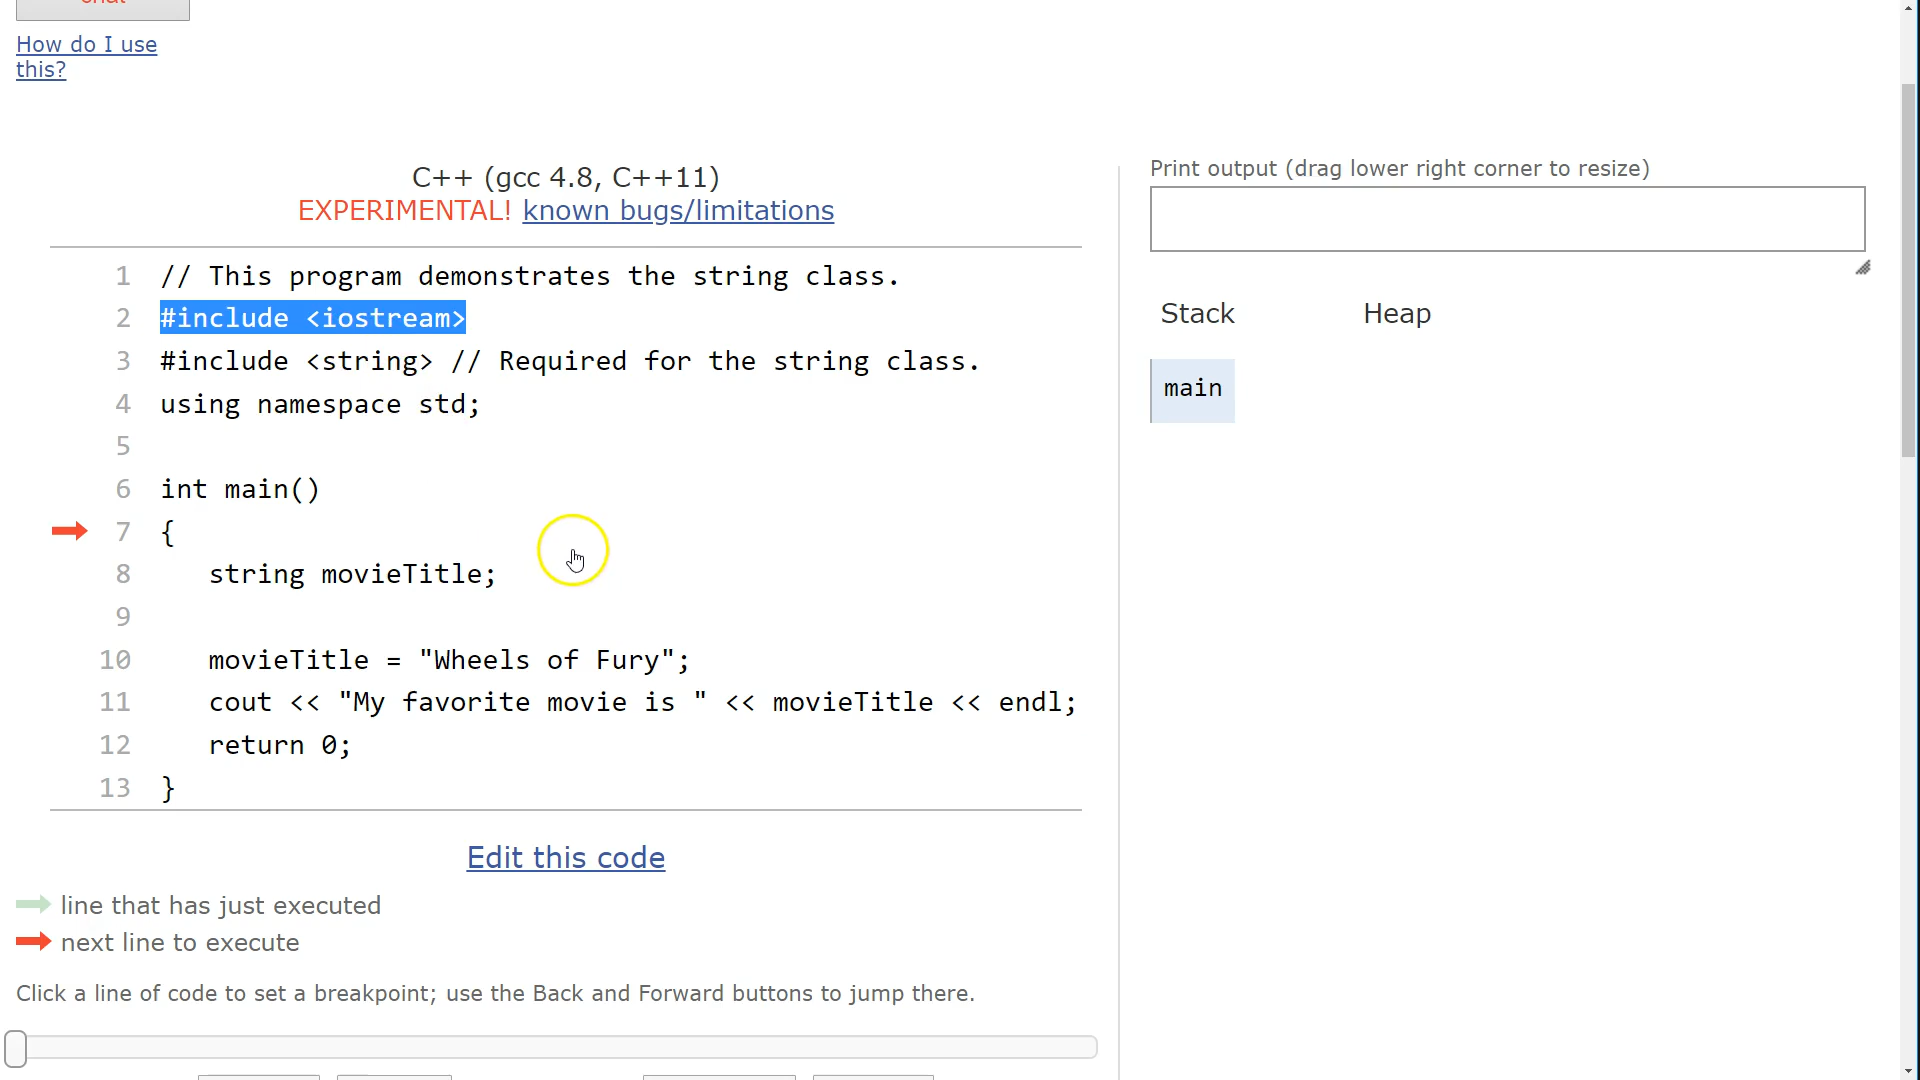 How do I use
this?
C++ (gcc 4.8, C++11)
EXPERIMENTAL! known bugs/limitations
1 // This program demonstrates the string class.
2 #include <iostream>
3 #include <string> // Required for the string class.
4 using namespace std;
5
6 int main()
7 {
8    string movieTitle;
9
10    movieTitle = "Wheels of Fury";
11    cout << "My favorite movie is " << movieTitle << endl;
12    return 0;
13 }
Edit this code
line that has just executed
next line to execute
Click a line of code to set a breakpoint; use the Back and Forward buttons to jump there.
Print output (drag lower right corner to resize)
Stack Heap
main